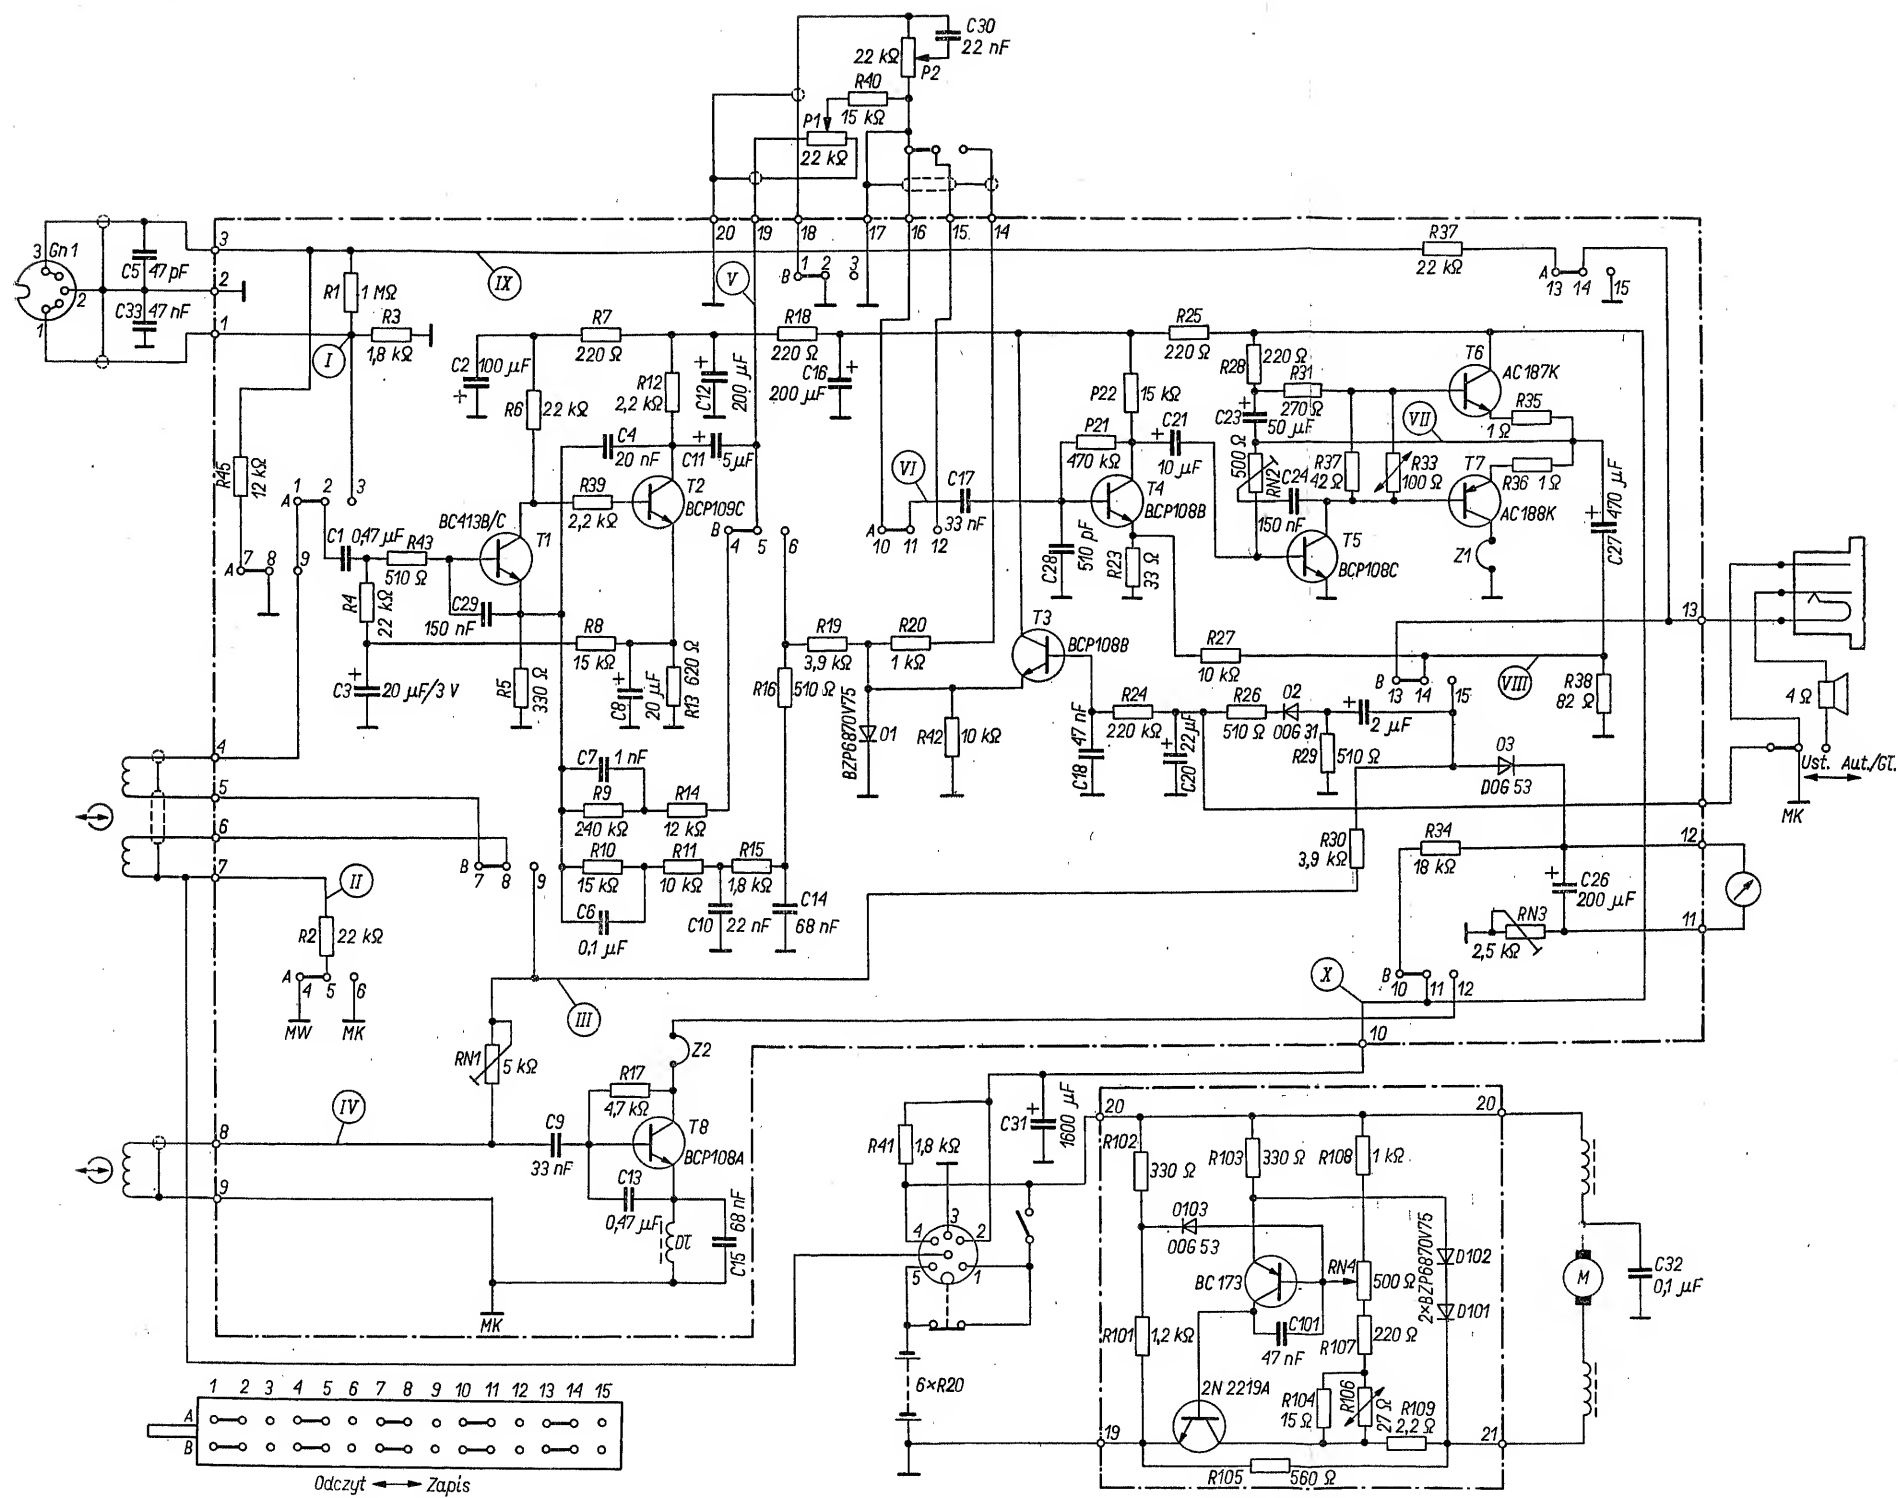 C30
22 nF
22 kΩ
P2
R40
15 kΩ
P1
22 kΩ
20 19 18 17 16 15 14
3 Gn1
2
1
C5 47 pF
C33 47 nF
3
2
1
R1 1 MΩ
R3
1,8 kΩ
I
IX
V
B 1 2 3
R37
22 kΩ
A
13 14 15
C2 100 µF
R7
220 Ω
R6 22 kΩ
R12
2,2 kΩ
C12 200 µF
R18
220 Ω
C16
200 µF
C4
20 nF
C11 5 µF
R39
2,2 kΩ
T2
BCP109C
R45 12 kΩ
A 1 2 3
A 7 8 9
C1 0,47 µF
R43
510 Ω
BC413B/C
T1
R4 22 kΩ
C29
150 nF
C3 20 µF/3 V
R5 330 Ω
R8
15 kΩ
C8 20 µF
R13 620 Ω
B
4 5 6
VI
A
10 11 12
C17
33 nF
P22 15 kΩ
P21
470 kΩ
C21
10 µF
T4
BCP108B
C28 510 pF
R23 33 Ω
R25
220 Ω
R28 220 Ω
R31
270 Ω
C23
50 µF
500 Ω
RN2
C24
150 nF
T5
BCP108C
R37
42 Ω
VII
R33
100 Ω
T6
AC187K
R35
1 Ω
T7
R36 1 Ω
AC188K
Z1
C27 470 µF
R19
3,9 kΩ
R20
1 kΩ
R16 510 Ω
BZP6870V75
01
R42 10 kΩ
T3
BCP108B
R27
10 kΩ
C18 47 nF
R24
220 kΩ
C20 22 µF
R26
510 Ω
02
006 31
R29 510 Ω
2 µF
B
13 14 15
VIII
R38
82 Ω
03
D06 53
13
4 Ω
Ust. Aut./Gł.
MK
R30
3,9 kΩ
R34
18 kΩ
12
C26
200 µF
RN3
2,5 kΩ
11
4
5
6
7
C7 1 nF
R9
240 kΩ
R14
12 kΩ
R10
15 kΩ
R11
10 kΩ
R15
1,8 kΩ
C6
0,1 µF
C10 22 nF
C14
68 nF
B
7 8 9
II
R2 22 kΩ
A
4 5 6
MW MK
III
X
B
10 11 12
10
RN1 5 kΩ
Z2
R17
4,7 kΩ
IV
8
9
C9
33 nF
T8
BCP108A
C13
0,47 µF
Dł
C15 68 nF
MK
R41 1,8 kΩ
C31 1600 µF
4 3 2
5 1
6×R20
20 20
R102
330 Ω
R103 330 Ω
R108 1 kΩ
0103
006 53
BC 173
RN4
500 Ω
C101
47 nF
R107
220 Ω
2×BZP6870V75
D102
D101
R101 1,2 kΩ
2N 2219A
R104
15 Ω
R106
27 Ω
R109
2,2 Ω
R105 560 Ω
19 21
M
C32
0,1 µF
1 2 3 4 5 6 7 8 9 10 11 12 13 14 15
A
B
Odczyt Zapis